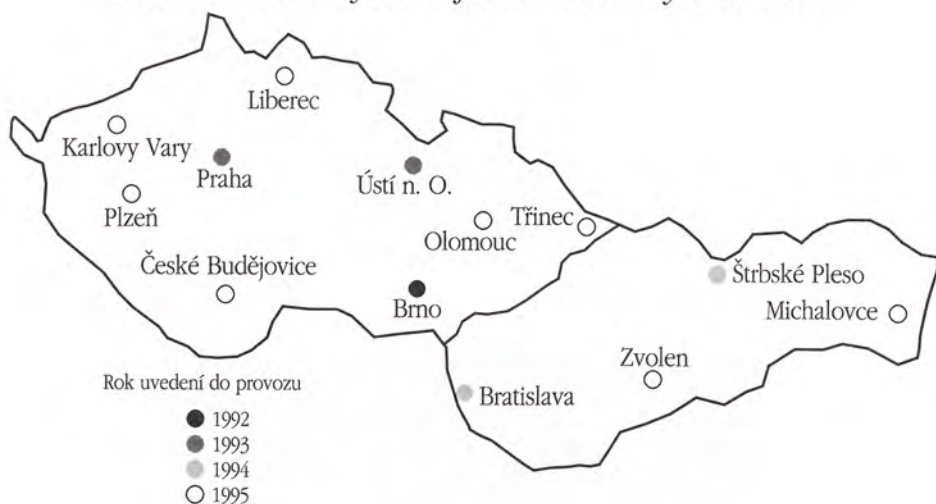 Liberec
Karlovy Vary
Praha
Ústí n. O.
Plzeň
Olomouc
Třinec
České Budějovice
Štrbské Pleso
Brno
Michalovce
Zvolen
Rok uvedení do provozu
Bratislava
1992
1993
1994
1995